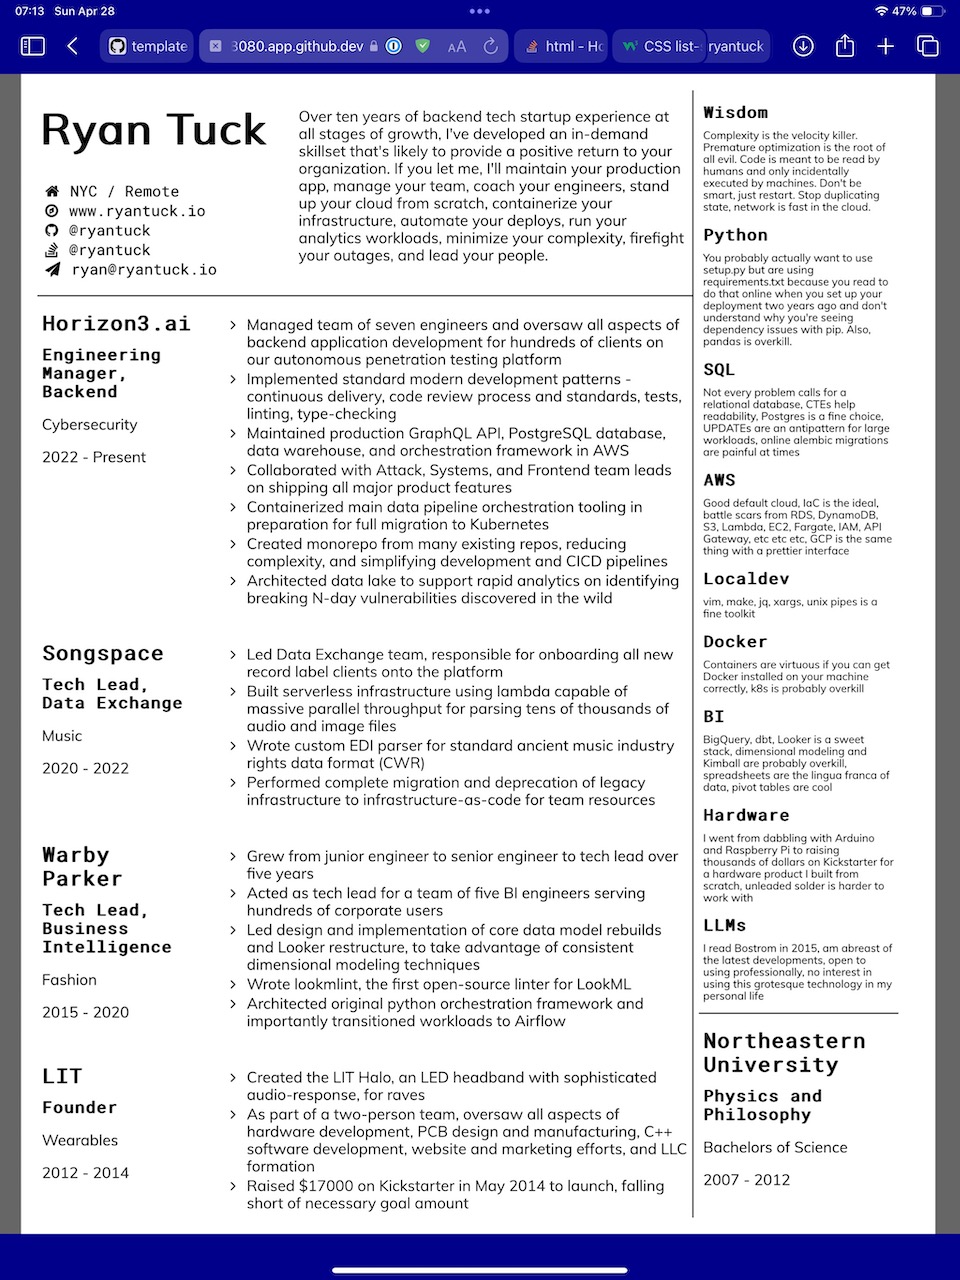 07:13 Sun Apr 28
47%
template
3080.app.github.dev
AA
html - Ho
CSS list-
ryantuck
Ryan Tuck
NYC / Remote
www.ryantuck.io
@ryantuck
@ryantuck
ryan@ryantuck.io
Over ten years of backend tech startup experience at
all stages of growth, I've developed an in-demand
skillset that's likely to provide a positive return to your
organization. If you let me, I'll maintain your production
app, manage your team, coach your engineers, stand
up your cloud from scratch, containerize your
infrastructure, automate your deploys, run your
analytics workloads, minimize your complexity, firefight
your outages, and lead your people.
Horizon3.ai
Engineering
Manager,
Backend
Cybersecurity
2022 - Present
> Managed team of seven engineers and oversaw all aspects of
backend application development for hundreds of clients on
our autonomous penetration testing platform
> Implemented standard modern development patterns -
continuous delivery, code review process and standards, tests,
linting, type-checking
> Maintained production GraphQL API, PostgreSQL database,
data warehouse, and orchestration framework in AWS
> Collaborated with Attack, Systems, and Frontend team leads
on shipping all major product features
> Containerized main data pipeline orchestration tooling in
preparation for full migration to Kubernetes
> Created monorepo from many existing repos, reducing
complexity, and simplifying development and CICD pipelines
> Architected data lake to support rapid analytics on identifying
breaking N-day vulnerabilities discovered in the wild
Songspace
Tech Lead,
Data Exchange
Music
2020 - 2022
> Led Data Exchange team, responsible for onboarding all new
record label clients onto the platform
> Built serverless infrastructure using lambda capable of
massive parallel throughput for parsing tens of thousands of
audio and image files
> Wrote custom EDI parser for standard ancient music industry
rights data format (CWR)
> Performed complete migration and deprecation of legacy
infrastructure to infrastructure-as-code for team resources
Warby
Parker
Tech Lead,
Business
Intelligence
Fashion
2015 - 2020
> Grew from junior engineer to senior engineer to tech lead over
five years
> Acted as tech lead for a team of five BI engineers serving
hundreds of corporate users
> Led design and implementation of core data model rebuilds
and Looker restructure, to take advantage of consistent
dimensional modeling techniques
> Wrote lookmlint, the first open-source linter for LookML
> Architected original python orchestration framework and
importantly transitioned workloads to Airflow
LIT
Founder
Wearables
2012 - 2014
> Created the LIT Halo, an LED headband with sophisticated
audio-response, for raves
> As part of a two-person team, oversaw all aspects of
hardware development, PCB design and manufacturing, C++
software development, website and marketing efforts, and LLC
formation
> Raised $17000 on Kickstarter in May 2014 to launch, falling
short of necessary goal amount
Wisdom
Complexity is the velocity killer.
Premature optimization is the root of
all evil. Code is meant to be read by
humans and only incidentally
executed by machines. Don't be
smart, just restart. Stop duplicating
state, network is fast in the cloud.
Python
You probably actually want to use
setup.py but are using
requirements.txt because you read to
do that online when you set up your
deployment two years ago and don't
understand why you're seeing
dependency issues with pip. Also,
pandas is overkill.
SQL
Not every problem calls for a
relational database, CTEs help
readability, Postgres is a fine choice,
UPDATEs are an antipattern for large
workloads, online alembic migrations
are painful at times
AWS
Good default cloud, IaC is the ideal,
battle scars from RDS, DynamoDB,
S3, Lambda, EC2, Fargate, IAM, API
Gateway, etc etc etc, GCP is the same
thing with a prettier interface
Localdev
vim, make, jq, xargs, unix pipes is a
fine toolkit
Docker
Containers are virtuous if you can get
Docker installed on your machine
correctly, k8s is probably overkill
BI
BigQuery, dbt, Looker is a sweet
stack, dimensional modeling and
Kimball are probably overkill,
spreadsheets are the lingua franca of
data, pivot tables are cool
Hardware
I went from dabbling with Arduino
and Raspberry Pi to raising
thousands of dollars on Kickstarter for
a hardware product I built from
scratch, unleaded solder is harder to
work with
LLMs
I read Bostrom in 2015, am abreast of
the latest developments, open to
using professionally, no interest in
using this grotesque technology in my
personal life
Northeastern
University
Physics and
Philosophy
Bachelors of Science
2007 - 2012